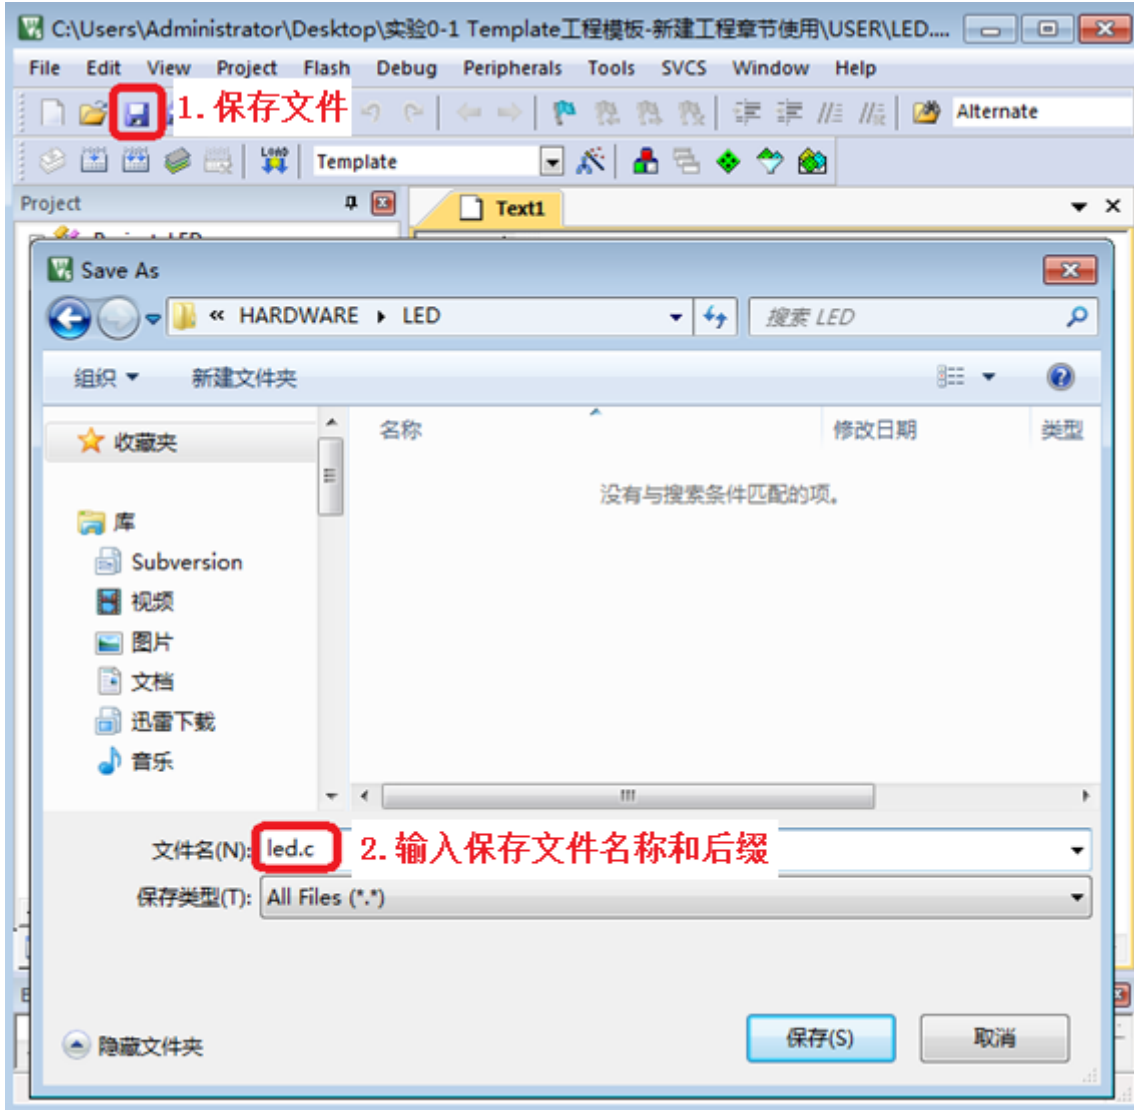 C:\Users\Administrator\Desktop\实验0-1 Template工程模板-新建工程章节使用\USER\LED....
File Edit View Project Flash Debug Peripherals Tools SVCS Window Help
1.保存文件
Alternate
LOAD
Template
Project
Text1
Save As
« HARDWARE LED
搜索 LED
组织
新建文件夹
名称
修改日期
类型
收藏夹
没有与搜索条件匹配的项。
库
Subversion
视频
图片
文档
迅雷下载
音乐
文件名(N): led.c
2.输入保存文件名称和后缀
保存类型(T): All Files (*.*)
隐藏文件夹
保存(S)
取消